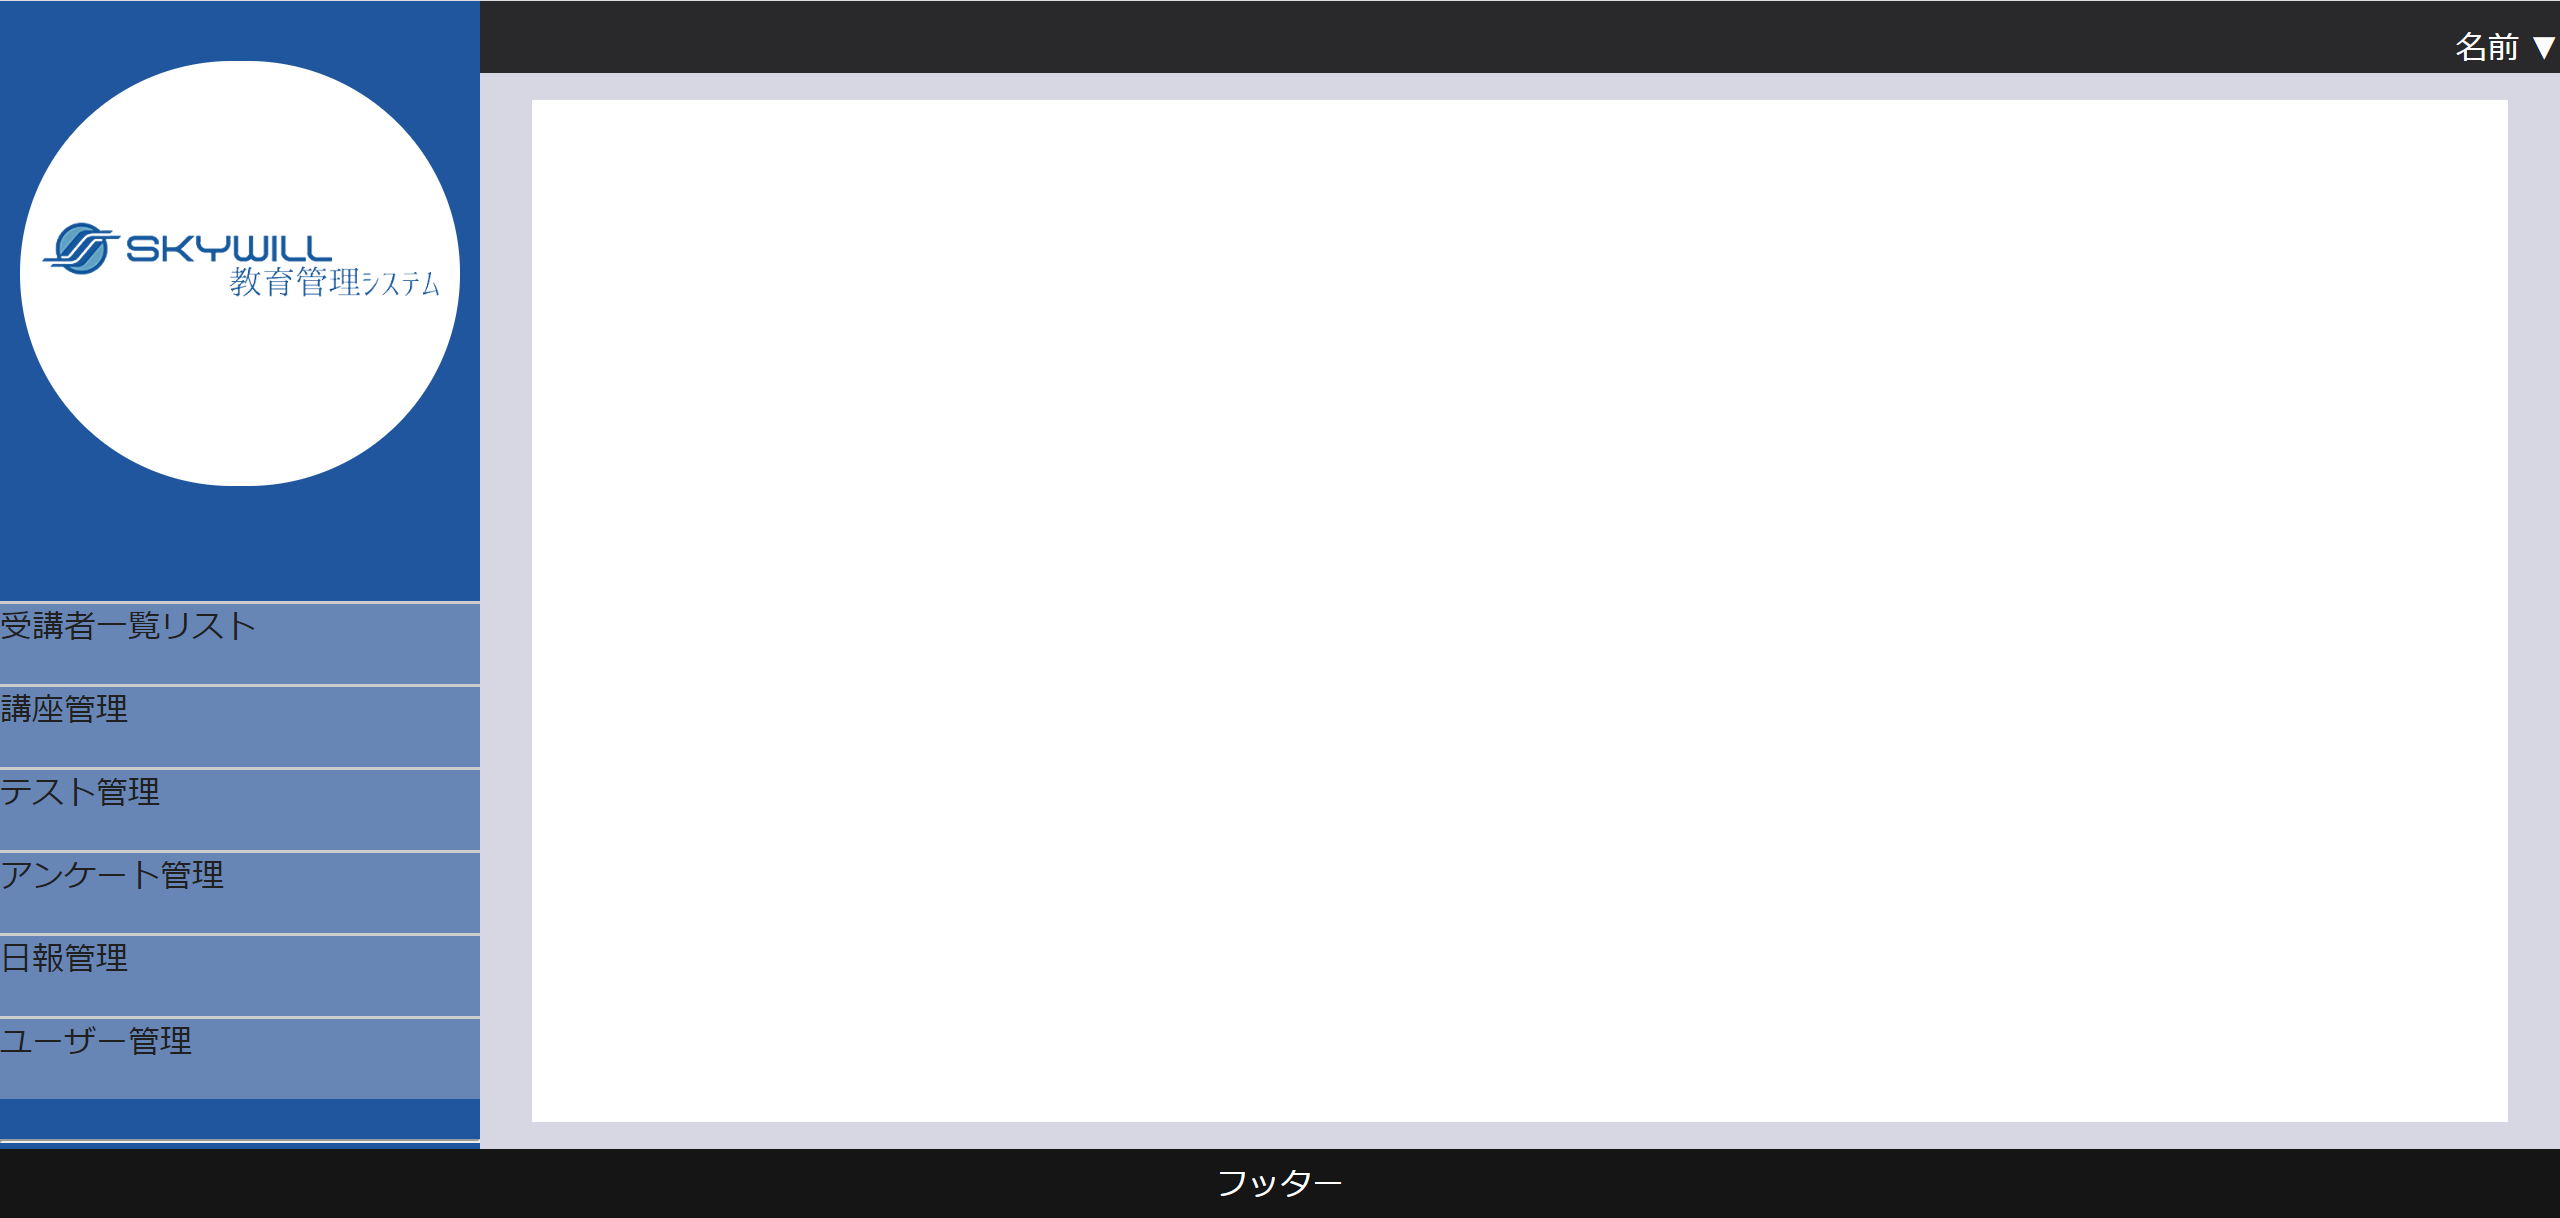 名前 ▼
SKYWILL
教育管理システム
受講者一覧リスト
講座管理
テスト管理
アンケート管理
日報管理
ユーザー管理
フッター